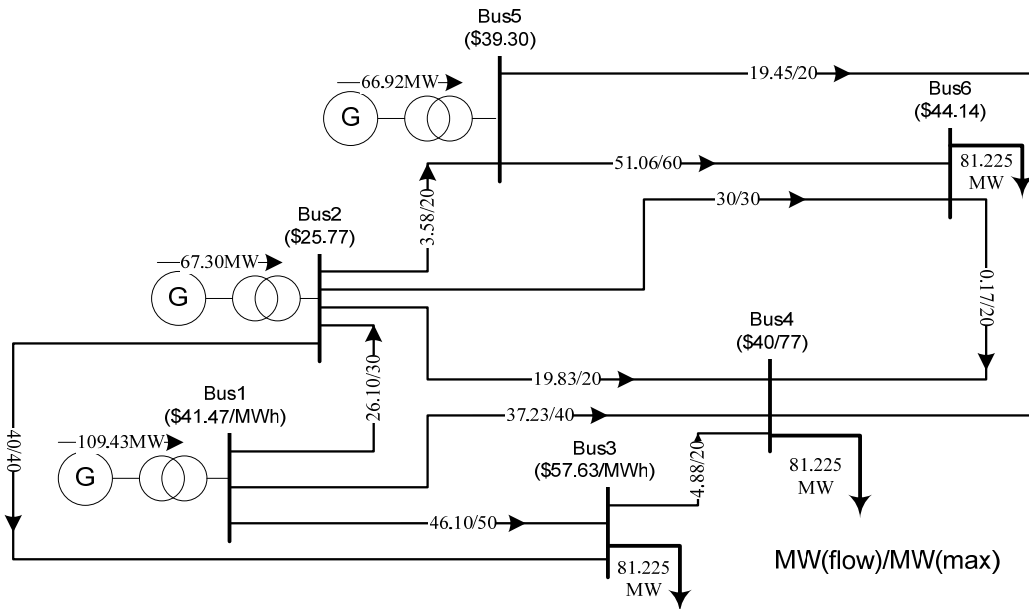 Bus5
($39.30)
66.92MW
G
19.45/20
Bus6
($44.14)
81.225
MW
51.06/60
3.58/20
30/30
Bus2
($25.77)
67.30MW
G
0.17/20
Bus4
($40/77)
19.83/20
26.10/30
37.23/40
Bus1
($41.47/MWh)
109.43MW
G
40/40
Bus3
($57.63/MWh)
4.88/20
81.225
MW
46.10/50
81.225
MW
MW(flow)/MW(max)